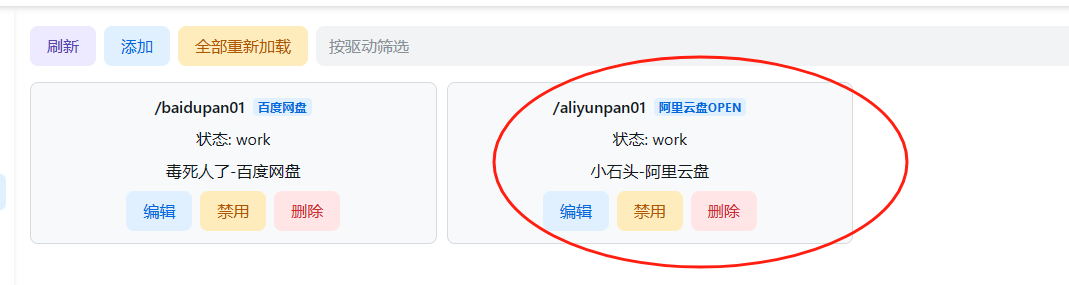 刷新 添加 全部重新加载 按驱动筛选
/baidupan01 百度网盘
状态: work
毒死人了-百度网盘
编辑 禁用 删除
/aliyunpan01 阿里云盘OPEN
状态: work
小石头-阿里云盘
编辑 禁用 删除